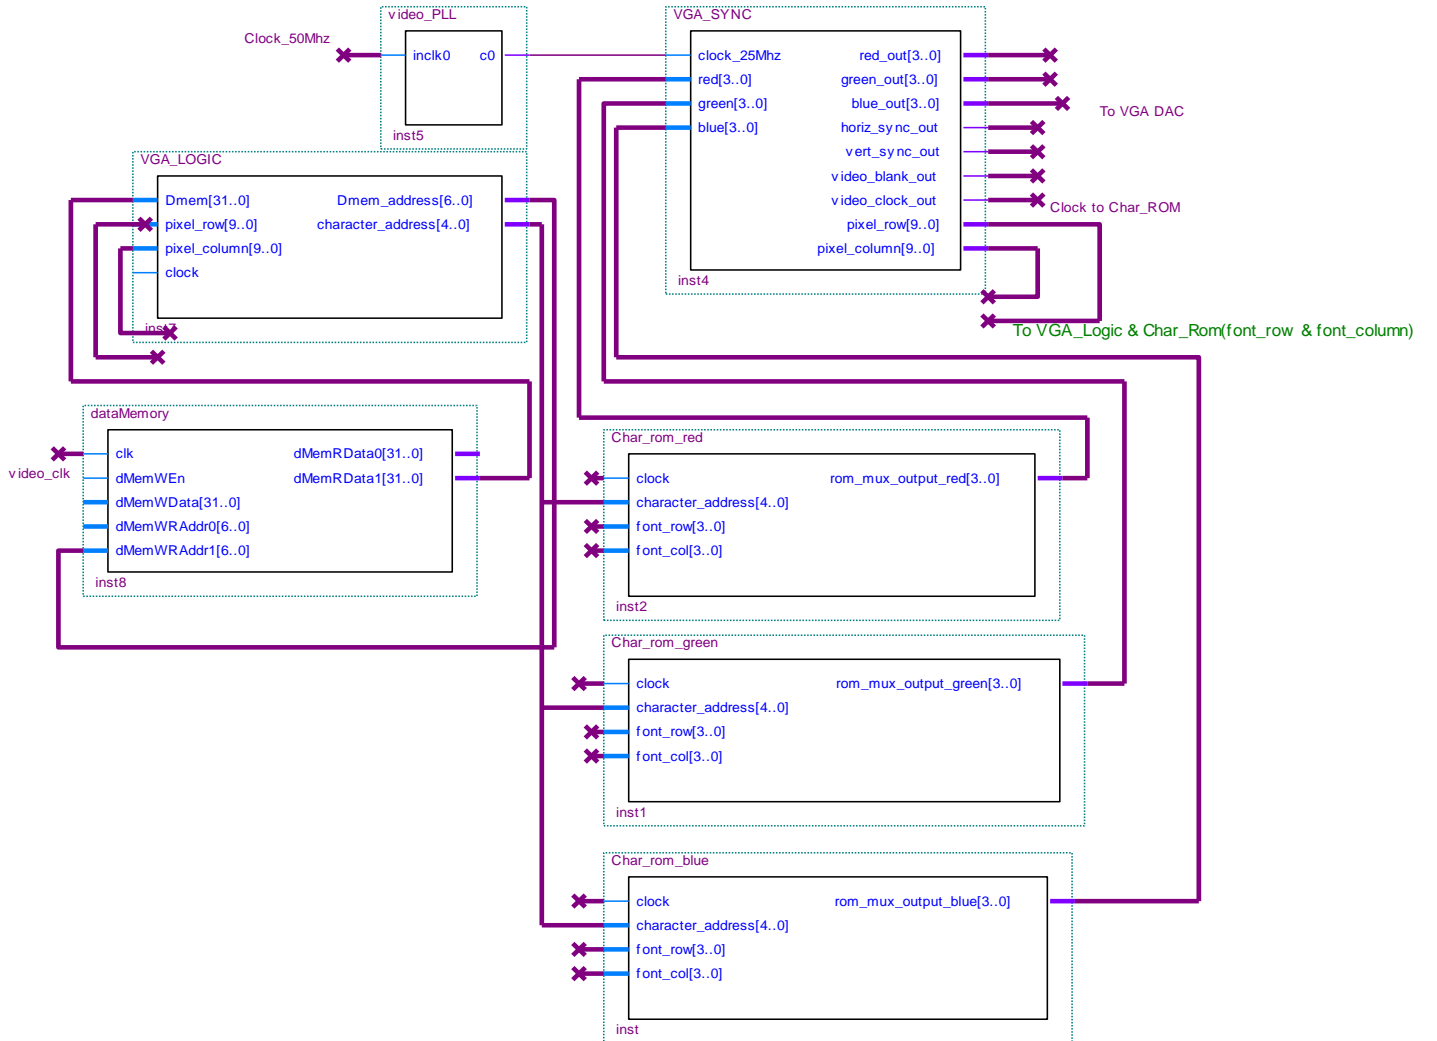 video_PLL
Clock_50Mhz
inclk0 c0
inst5
VGA_SYNC
clock_25Mhz red_out[3..0]
red[3..0] green_out[3..0]
green[3..0] blue_out[3..0]
blue[3..0] horiz_sync_out
vert_sync_out
video_blank_out
video_clock_out
pixel_row[9..0]
pixel_column[9..0]
inst4
To VGA DAC
Clock to Char_ROM
To VGA_Logic & Char_Rom(font_row & font_column)
VGA_LOGIC
Dmem[31..0] Dmem_address[6..0]
pixel_row[9..0] character_address[4..0]
pixel_column[9..0]
clock
inst7
dataMemory
clk dMemRData0[31..0]
video_clk
dMemWEn dMemRData1[31..0]
dMemWData[31..0]
dMemWRAddr0[6..0]
dMemWRAddr1[6..0]
inst8
Char_rom_red
clock rom_mux_output_red[3..0]
character_address[4..0]
font_row[3..0]
font_col[3..0]
inst2
Char_rom_green
clock rom_mux_output_green[3..0]
character_address[4..0]
font_row[3..0]
font_col[3..0]
inst1
Char_rom_blue
clock rom_mux_output_blue[3..0]
character_address[4..0]
font_row[3..0]
font_col[3..0]
inst